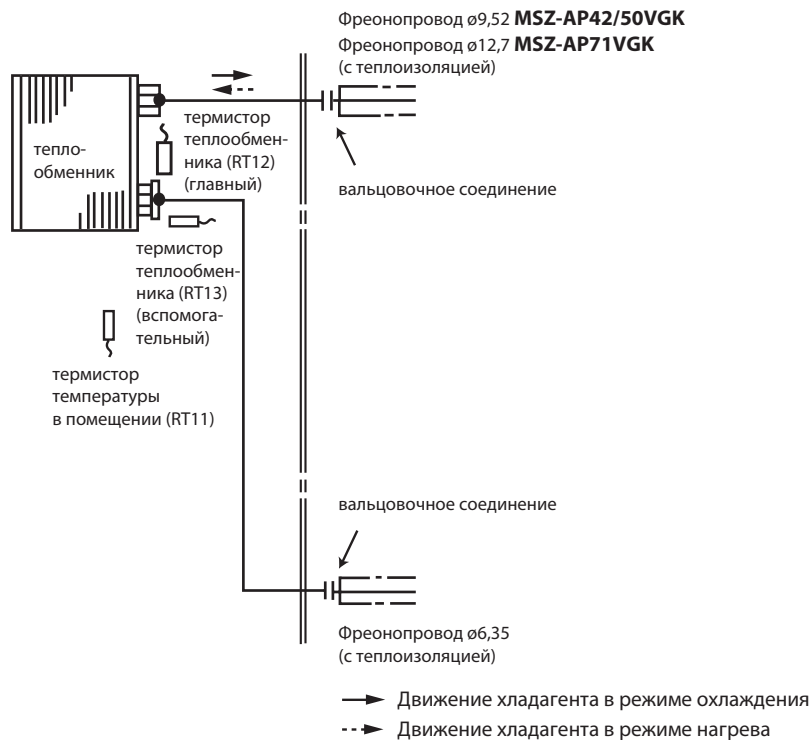 Фреонопровод ø9,52 MSZ-AP42/50VGK
Фреонопровод ø12,7 MSZ-AP71VGK
(с теплоизоляцией)
тепло-
обменник
термистор
теплообмен-
ника (RT12)
(главный)
вальцовочное соединение
термистор
теплообмен-
ника (RT13)
(вспомога-
тельный)
термистор
температуры
в помещении (RT11)
вальцовочное соединение
Фреонопровод ø6,35
(с теплоизоляцией)
Движение хладагента в режиме охлаждения
Движение хладагента в режиме нагрева